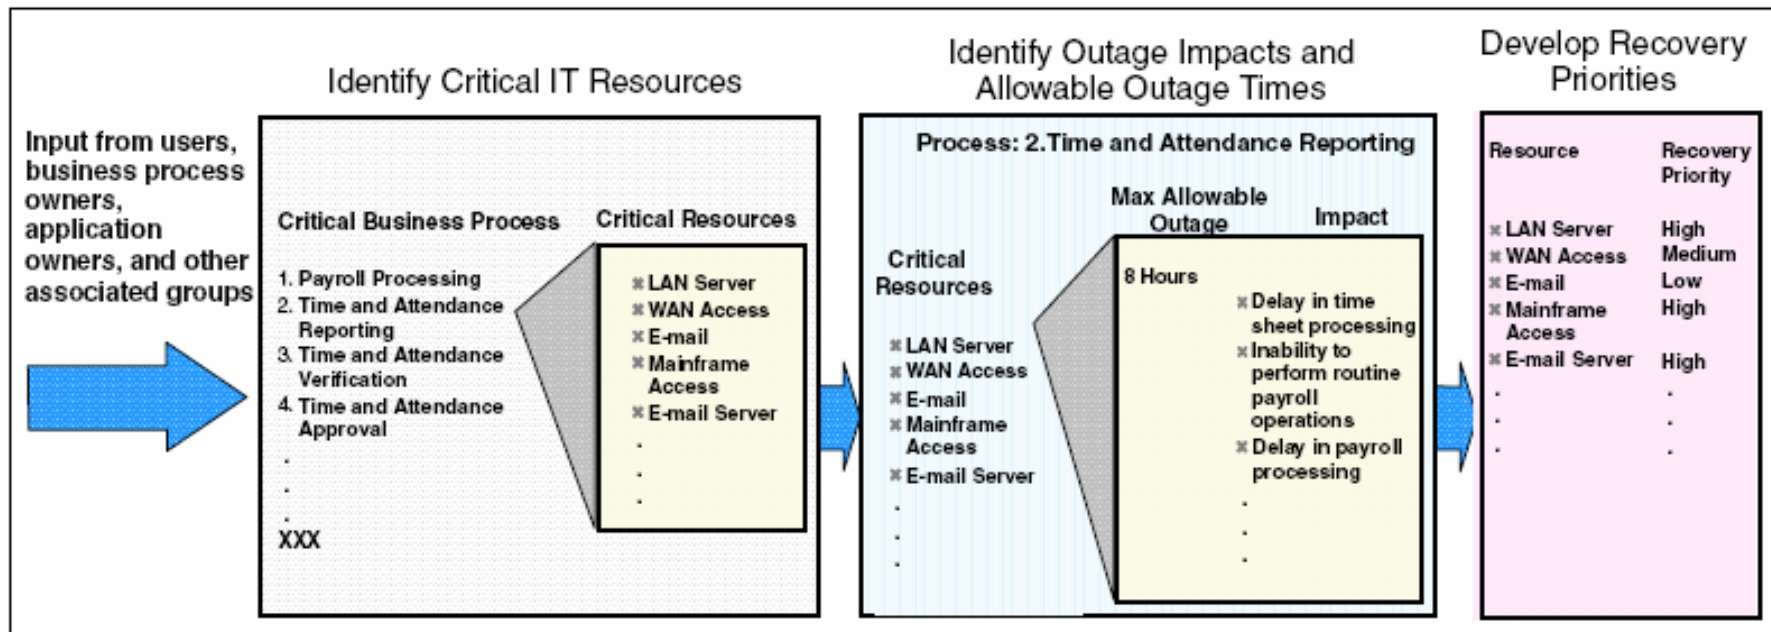 Identify Critical IT Resources
Identify Outage Impacts and
Allowable Outage Times
Develop Recovery
Priorities
Input from users,
business process
owners,
application
owners, and other
associated groups
Critical Business Process
1. Payroll Processing
2. Time and Attendance
Reporting
3. Time and Attendance
Verification
4. Time and Attendance
Approval
.
.
.
XXX
Critical Resources
LAN Server
WAN Access
E-mail
Mainframe
Access
E-mail Server
.
.
.
Process: 2.Time and Attendance Reporting
Critical
Resources
LAN Server
WAN Access
E-mail
Mainframe
Access
E-mail Server
.
.
.
Max Allowable
Outage
8 Hours
Impact
Delay in time
sheet processing
Inability to
perform routine
payroll
operations
Delay in payroll
processing
.
.
.
Resource Recovery
Priority
LAN Server High
WAN Access Medium
E-mail Low
Mainframe High
Access
E-mail Server High
. .
. .
. .